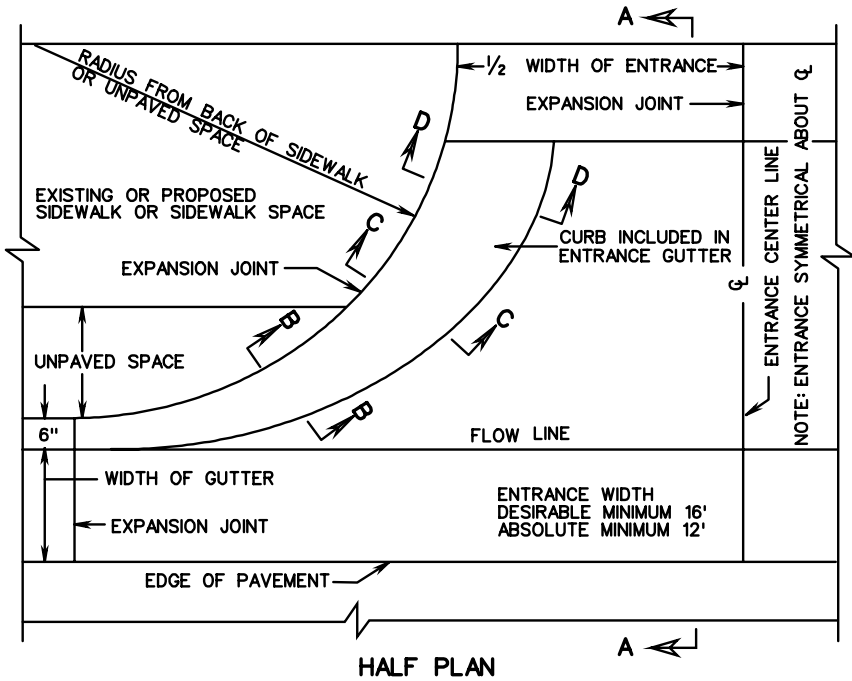 A
RADIUS FROM BACK OF SIDEWALK
OR UNPAVED SPACE
1/2 WIDTH OF ENTRANCE
EXPANSION JOINT
D
D
EXISTING OR PROPOSED
SIDEWALK OR SIDEWALK SPACE
C
CURB INCLUDED IN
ENTRANCE GUTTER
EXPANSION JOINT
℄
ENTRANCE CENTER LINE
NOTE: ENTRANCE SYMMETRICAL ABOUT ℄
B
C
UNPAVED SPACE
B
6"
FLOW LINE
WIDTH OF GUTTER
EXPANSION JOINT
ENTRANCE WIDTH
DESIRABLE MINIMUM 16'
ABSOLUTE MINIMUM 12'
EDGE OF PAVEMENT
A
HALF PLAN